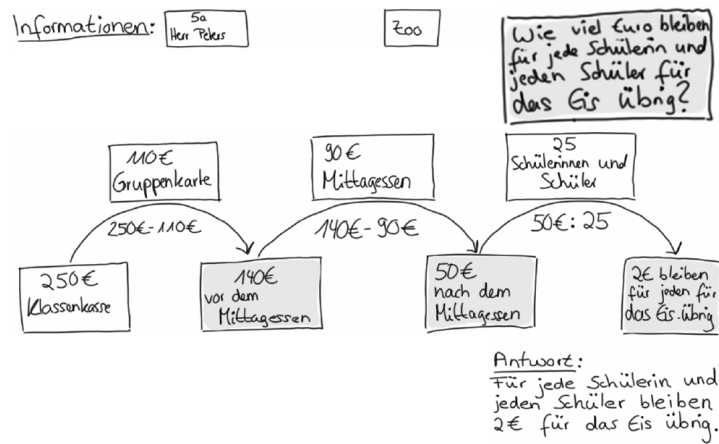 Informationen:
5a
Herr Peters
Zoo
Wie viel Euro bleiben
für jede Schülerin und
jeden Schüler für
das Eis übrig?
110€
Gruppenkarte
90€
Mittagessen
25
Schülerinnen und
Schüler
250€-110€
140€-90€
50€:25
250€
Klassenkasse
140€
vor dem
Mittagessen
50€
nach dem
Mittagessen
2€ bleiben
für jeden für
das Eis übrig
Antwort:
Für jede Schülerin und
jeden Schüler bleiben
2€ für das Eis übrig.